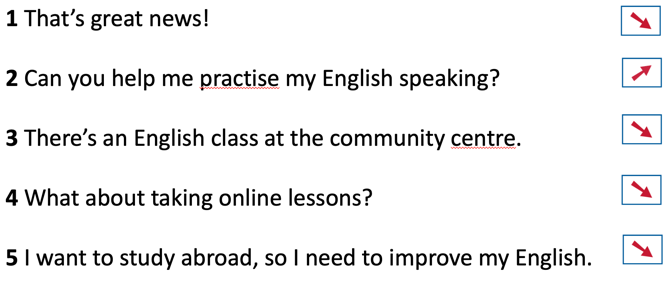 1 That's great news!
2 Can you help me practise my English speaking?
3 There's an English class at the community centre.
4 What about taking online lessons?
5 I want to study abroad, so I need to improve my English.